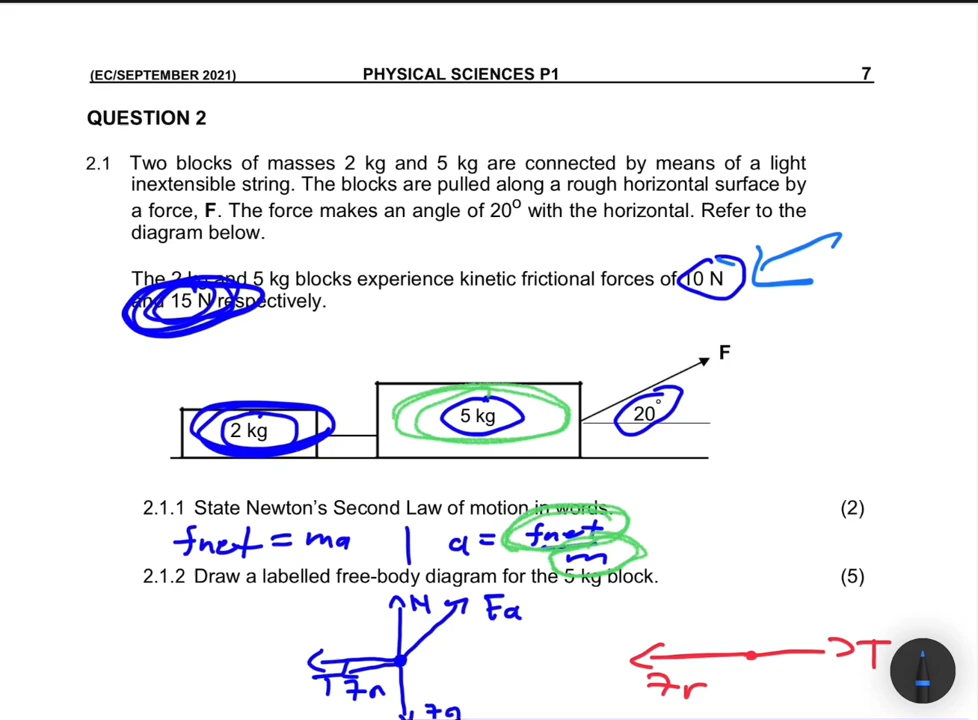 (EC/SEPTEMBER 2021) PHYSICAL SCIENCES P1 7
QUESTION 2
2.1 Two blocks of masses 2 kg and 5 kg are connected by means of a light
inextensible string. The blocks are pulled along a rough horizontal surface by
a force, F. The force makes an angle of 20° with the horizontal. Refer to the
diagram below.
The 2 kg and 5 kg blocks experience kinetic frictional forces of 10 N
and 15 N respectively.
F
2 kg 5 kg 20°
2.1.1 State Newton's Second Law of motion in words. (2)
fnet = ma | a = fnet
m
2.1.2 Draw a labelled free-body diagram for the 5 kg block. (5)
N Fa
T
T